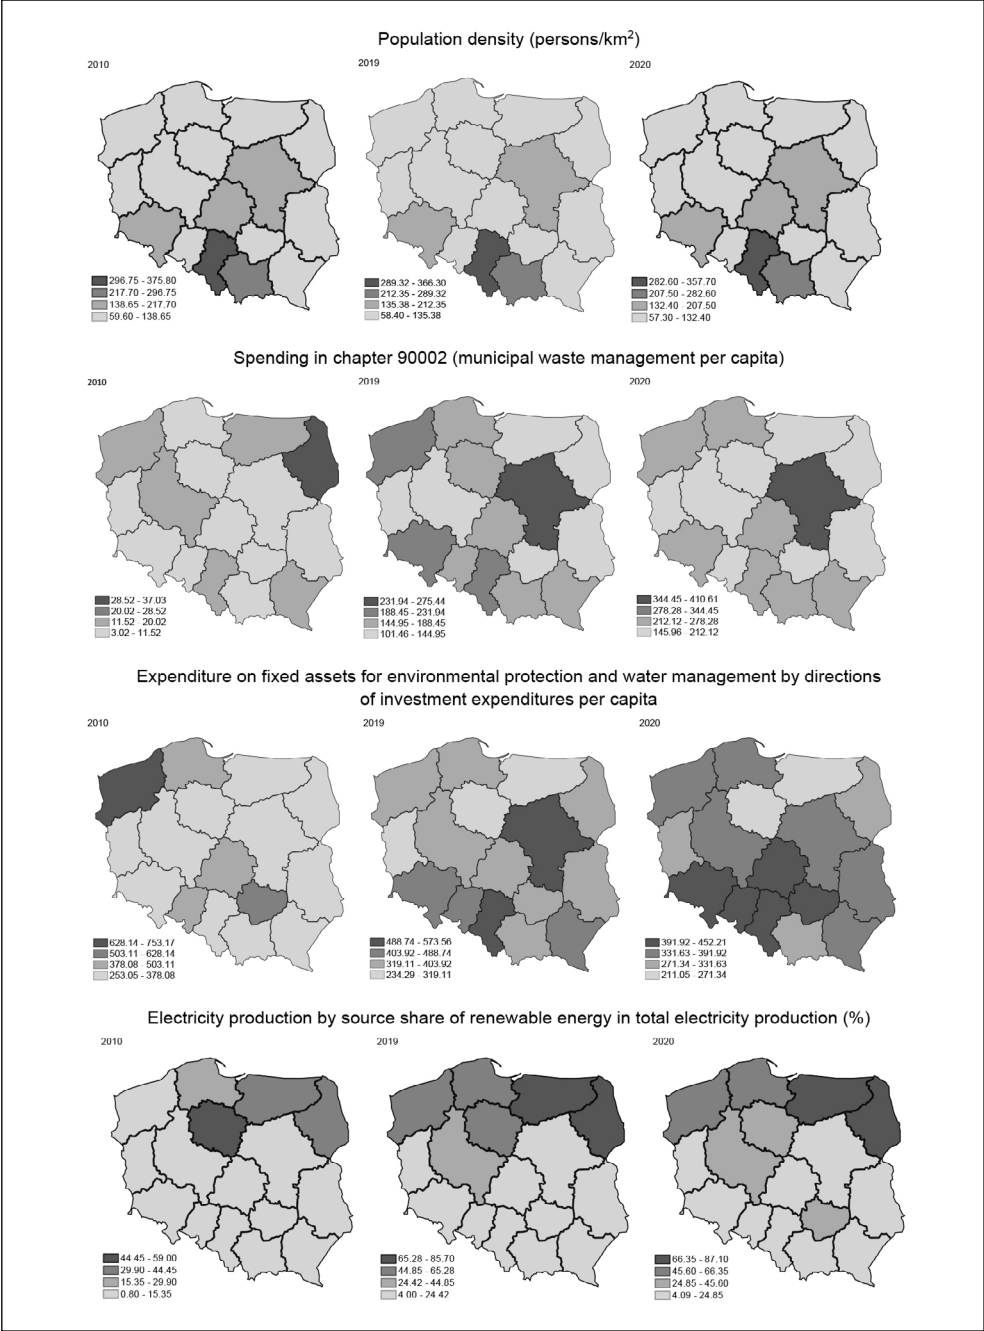 Population density (persons/km²)
2010
2019
2020
296.75 - 375.80
217.70 - 296.75
138.65 - 217.70
59.60 - 138.65
289.32 - 366.30
212.35 - 289.32
135.38 - 212.35
58.40 - 135.38
282.60 - 357.70
207.50 - 282.60
132.40 - 207.50
57.30 - 132.40
Spending in chapter 90002 (municipal waste management per capita)
2010
2019
2020
28.52 - 37.03
20.02 - 28.52
11.52 - 20.02
3.02 - 11.52
231.94 - 275.44
188.45 - 231.94
144.95 - 188.45
101.46 - 144.95
344.45 - 410.61
278.28 - 344.45
212.12 - 278.28
145.96 - 212.12
Expenditure on fixed assets for environmental protection and water management by directions
of investment expenditures per capita
2010
2019
2020
628.14 - 753.17
503.11 - 628.14
378.08 - 503.11
253.05 - 378.08
488.74 - 573.56
403.92 - 488.74
319.11 - 403.92
234.29 - 319.11
391.92 - 452.21
331.63 - 391.92
271.34 - 331.63
211.05 - 271.34
Electricity production by source share of renewable energy in total electricity production (%)
2010
2019
2020
44.45 - 59.00
29.90 - 44.45
15.35 - 29.90
0.80 - 15.35
65.28 - 85.70
44.85 - 65.28
24.42 - 44.85
4.00 - 24.42
66.35 - 87.10
45.60 - 66.35
24.85 - 45.60
4.09 - 24.85